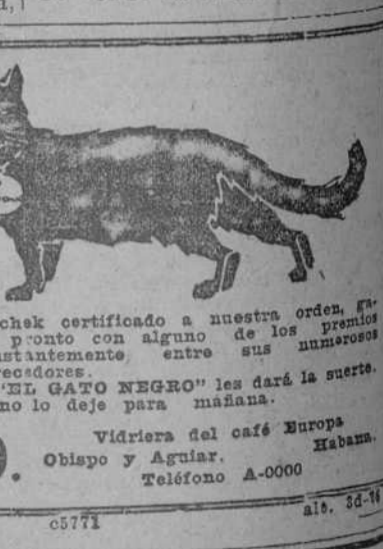 chek certificado a nuestra orden, ga-
pronto con alguno de los premios
stantemente entre sus numerosos
recedores.
"EL GATO NEGRO" les dará la suerte.
no lo deje para mañana.
Vidriera del café Europa
Obispo y Aguiar. Habana.
Teléfono A-0000
c5771 alt. 3d-14